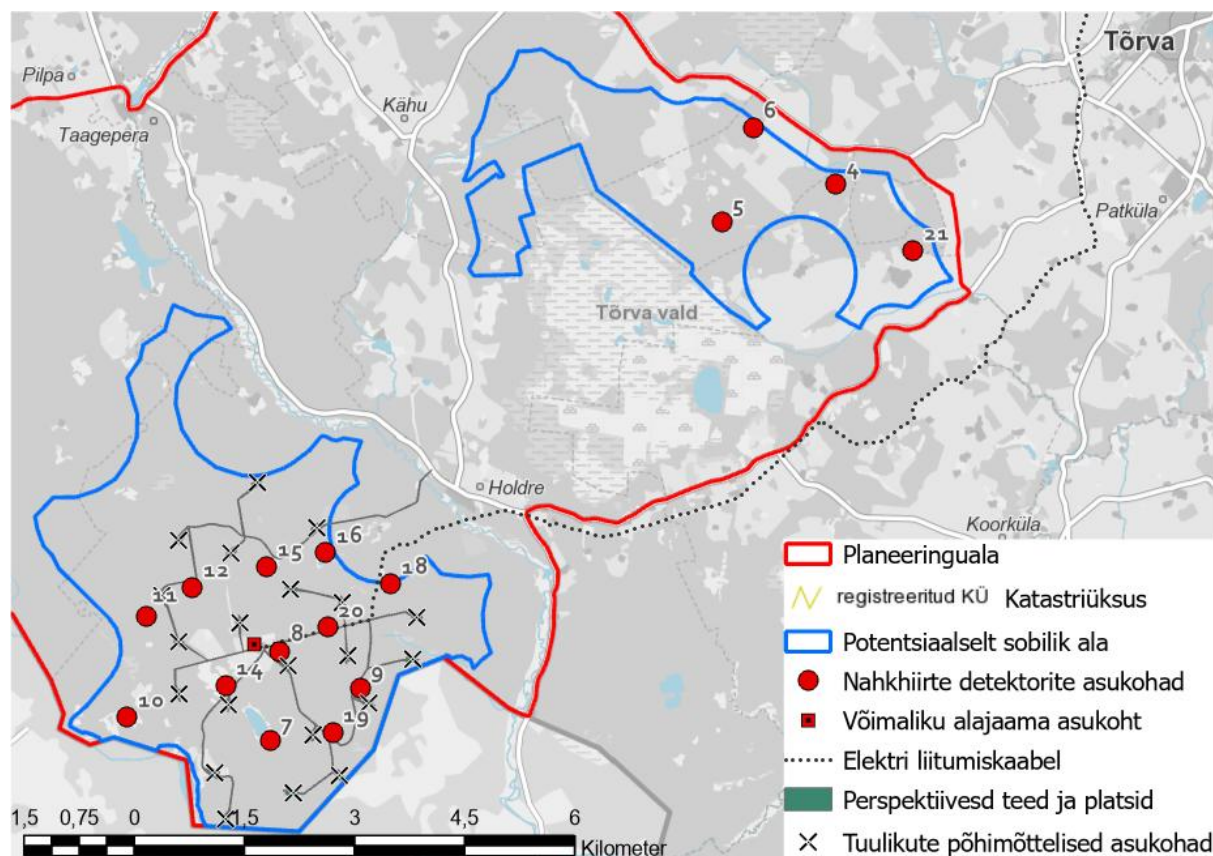 Tõrva
Pilpa
Kähu
Taagepera
6
4
Patküla
5
21
Tõrva vald
Holdre
Koorküla
16
15
18
12
11
20
8
14
9
10
7
19
Planeeringuala
registreeritud KÜ Katastriüksus
Potentsiaalselt sobilik ala
Nahkhiirte detektorite asukohad
Võimaliku alajaama asukoht
Elektri liitumiskaabel
Perspektiivesd teed ja platsid
Tuulikute põhimõttelised asukohad
1,5 0,75 0 1,5 3 4,5 6
Kilometer